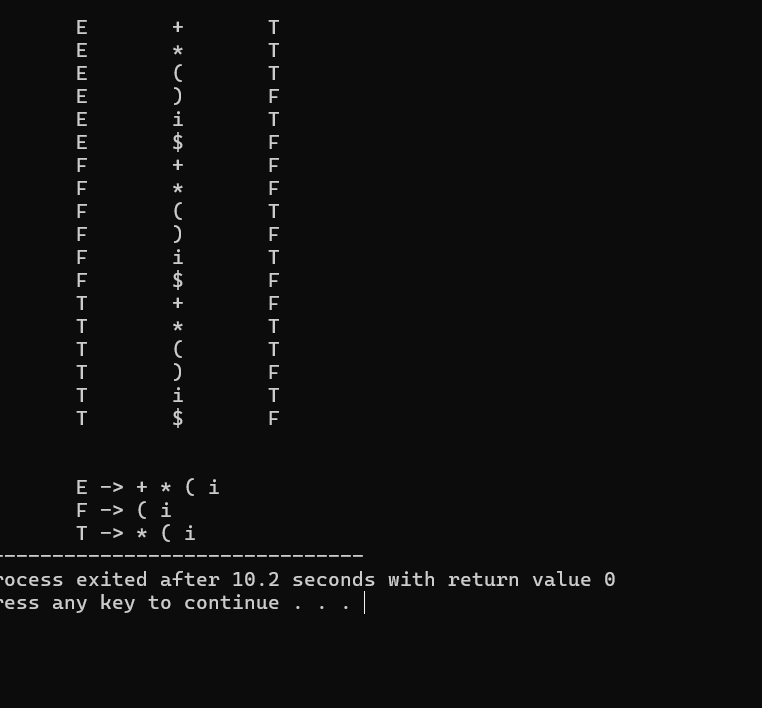 E + T
E * T
E ( T
E ) F
E i T
E $ F
F + F
F * F
F ( T
F ) F
F i T
F $ F
T + F
T * T
T ( T
T ) F
T i T
T $ F
E -> + * ( i
F -> ( i
T -> * ( i
-------------------------------
rocess exited after 10.2 seconds with return value 0
ress any key to continue . . .